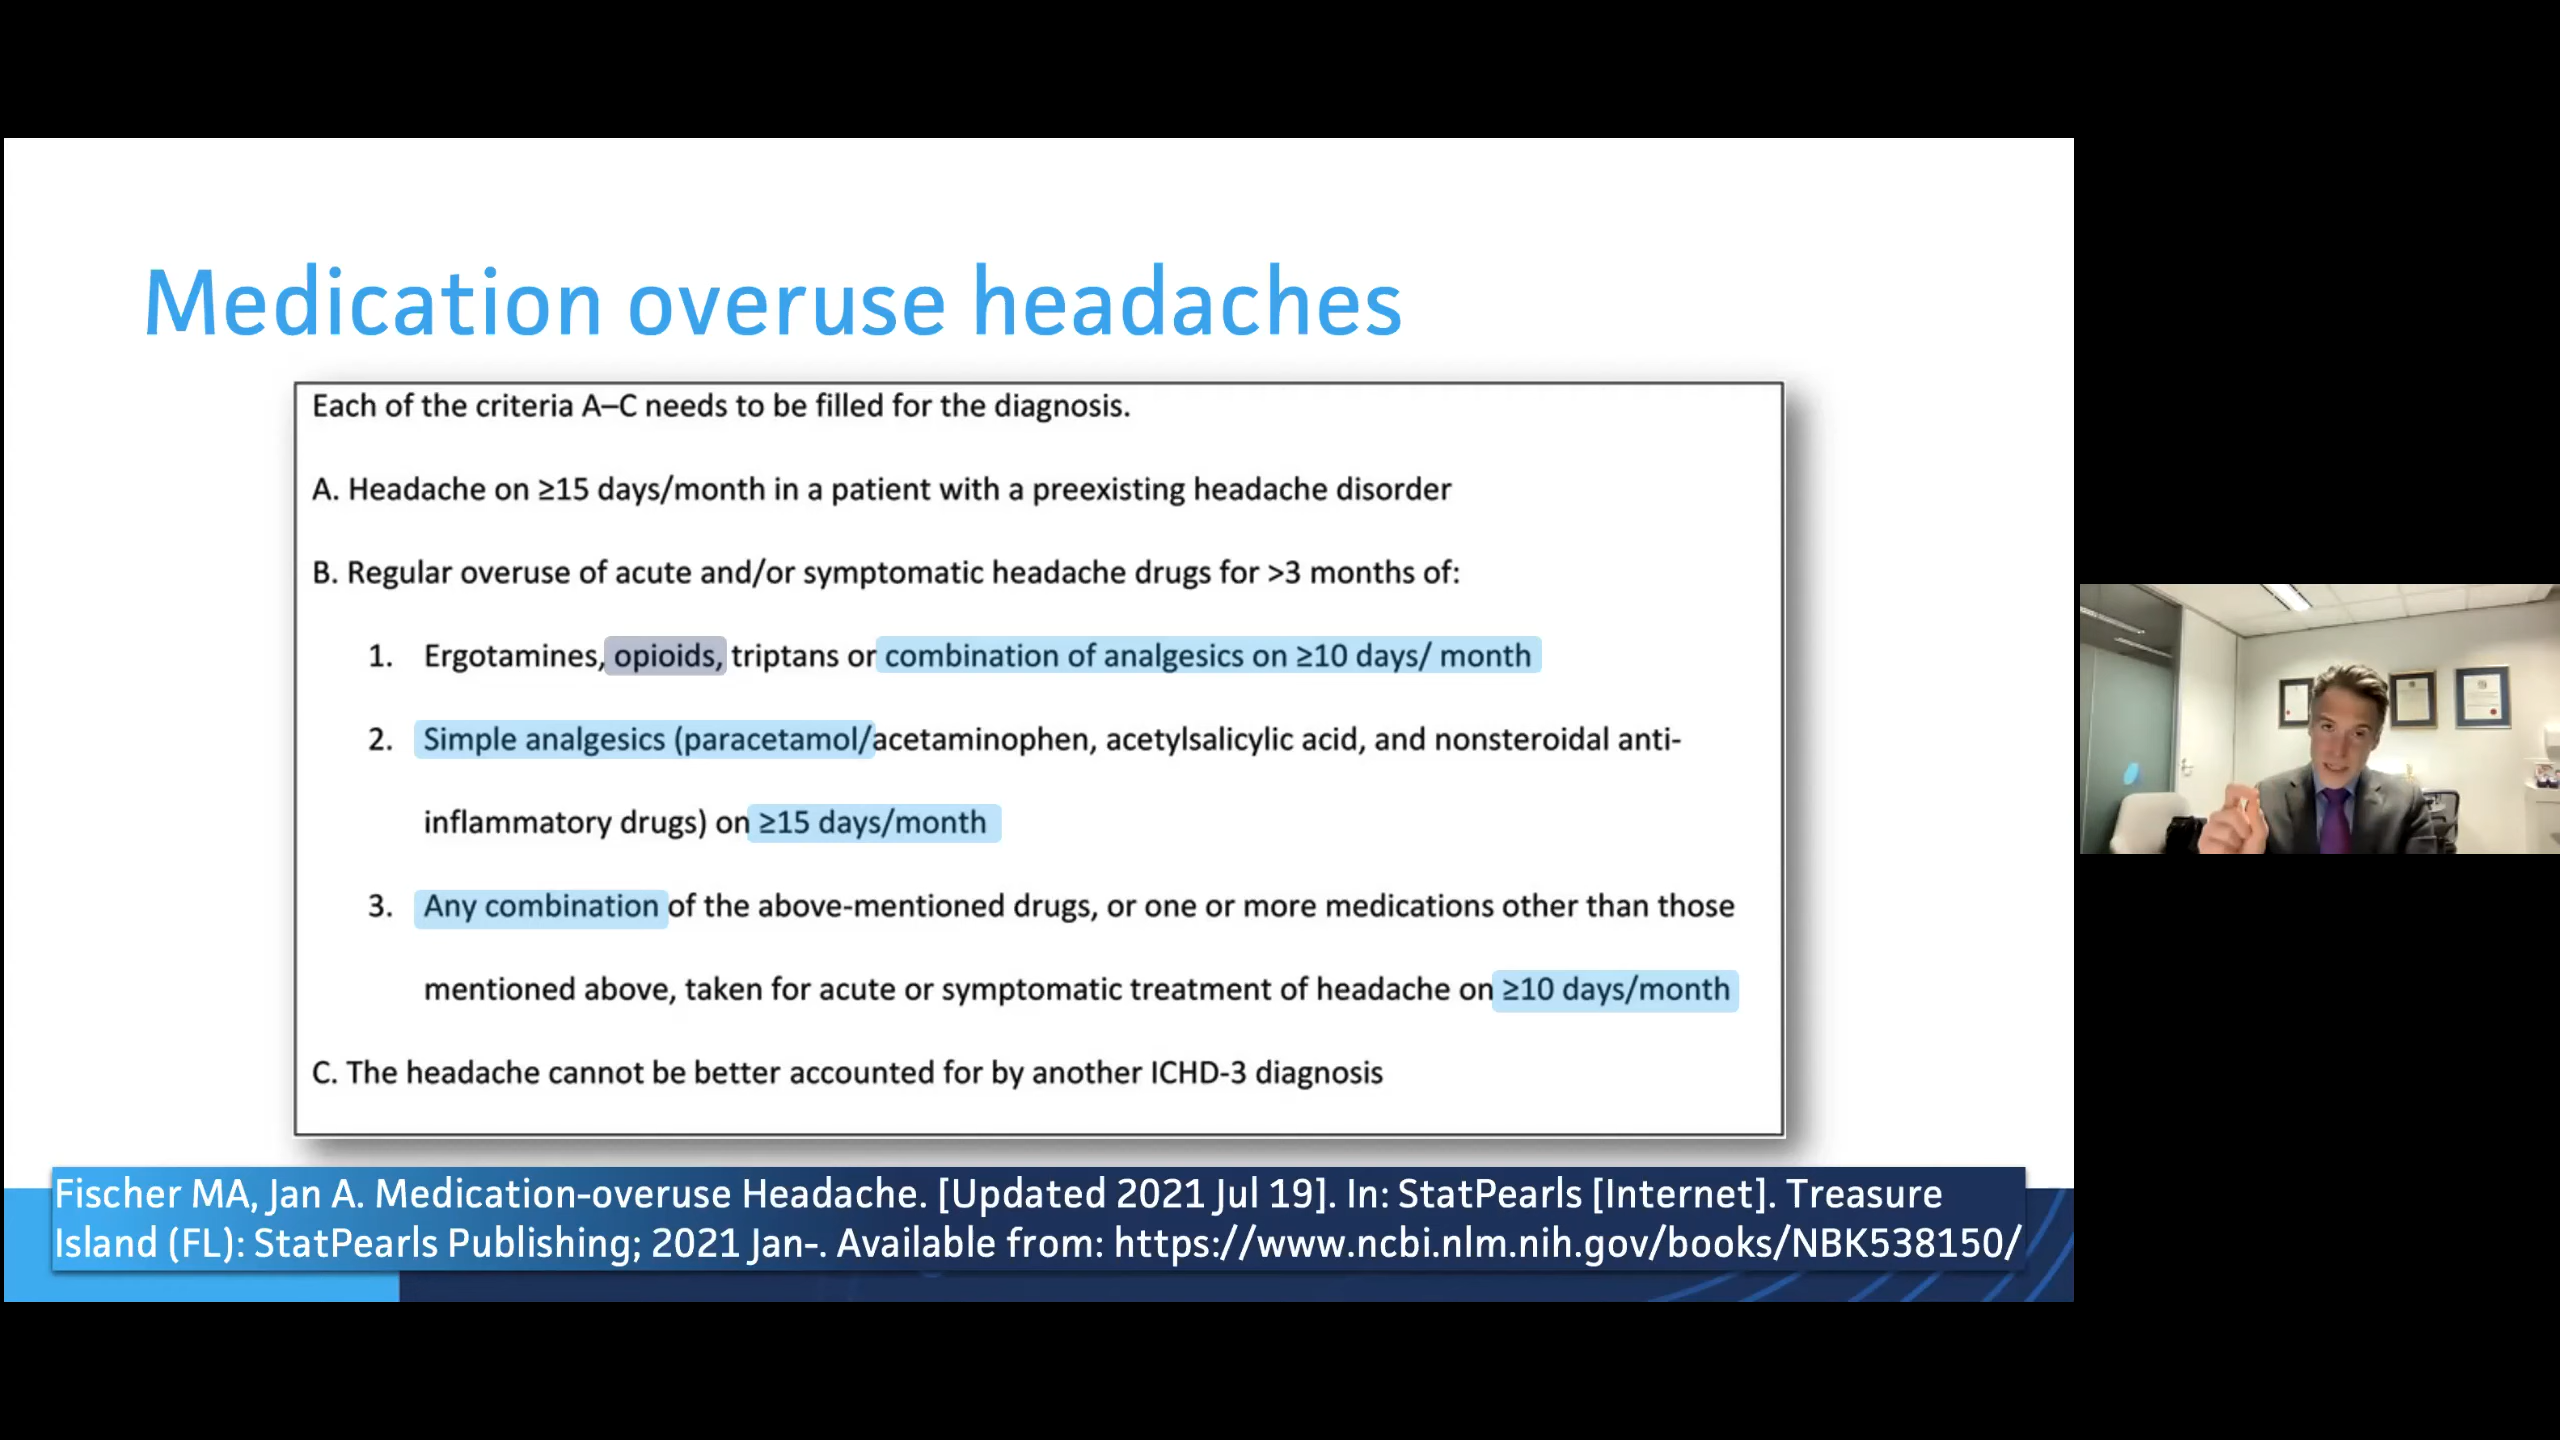 Medication overuse headaches
Each of the criteria A–C needs to be filled for the diagnosis.
A. Headache on ≥15 days/month in a patient with a preexisting headache disorder
B. Regular overuse of acute and/or symptomatic headache drugs for >3 months of:
1. Ergotamines, opioids, triptans or combination of analgesics on ≥10 days/ month
2. Simple analgesics (paracetamol/acetaminophen, acetylsalicylic acid, and nonsteroidal anti-
inflammatory drugs) on ≥15 days/month
3. Any combination of the above-mentioned drugs, or one or more medications other than those
mentioned above, taken for acute or symptomatic treatment of headache on ≥10 days/month
C. The headache cannot be better accounted for by another ICHD-3 diagnosis
Fischer MA, Jan A. Medication-overuse Headache. [Updated 2021 Jul 19]. In: StatPearls [Internet]. Treasure
Island (FL): StatPearls Publishing; 2021 Jan-. Available from: https://www.ncbi.nlm.nih.gov/books/NBK538150/